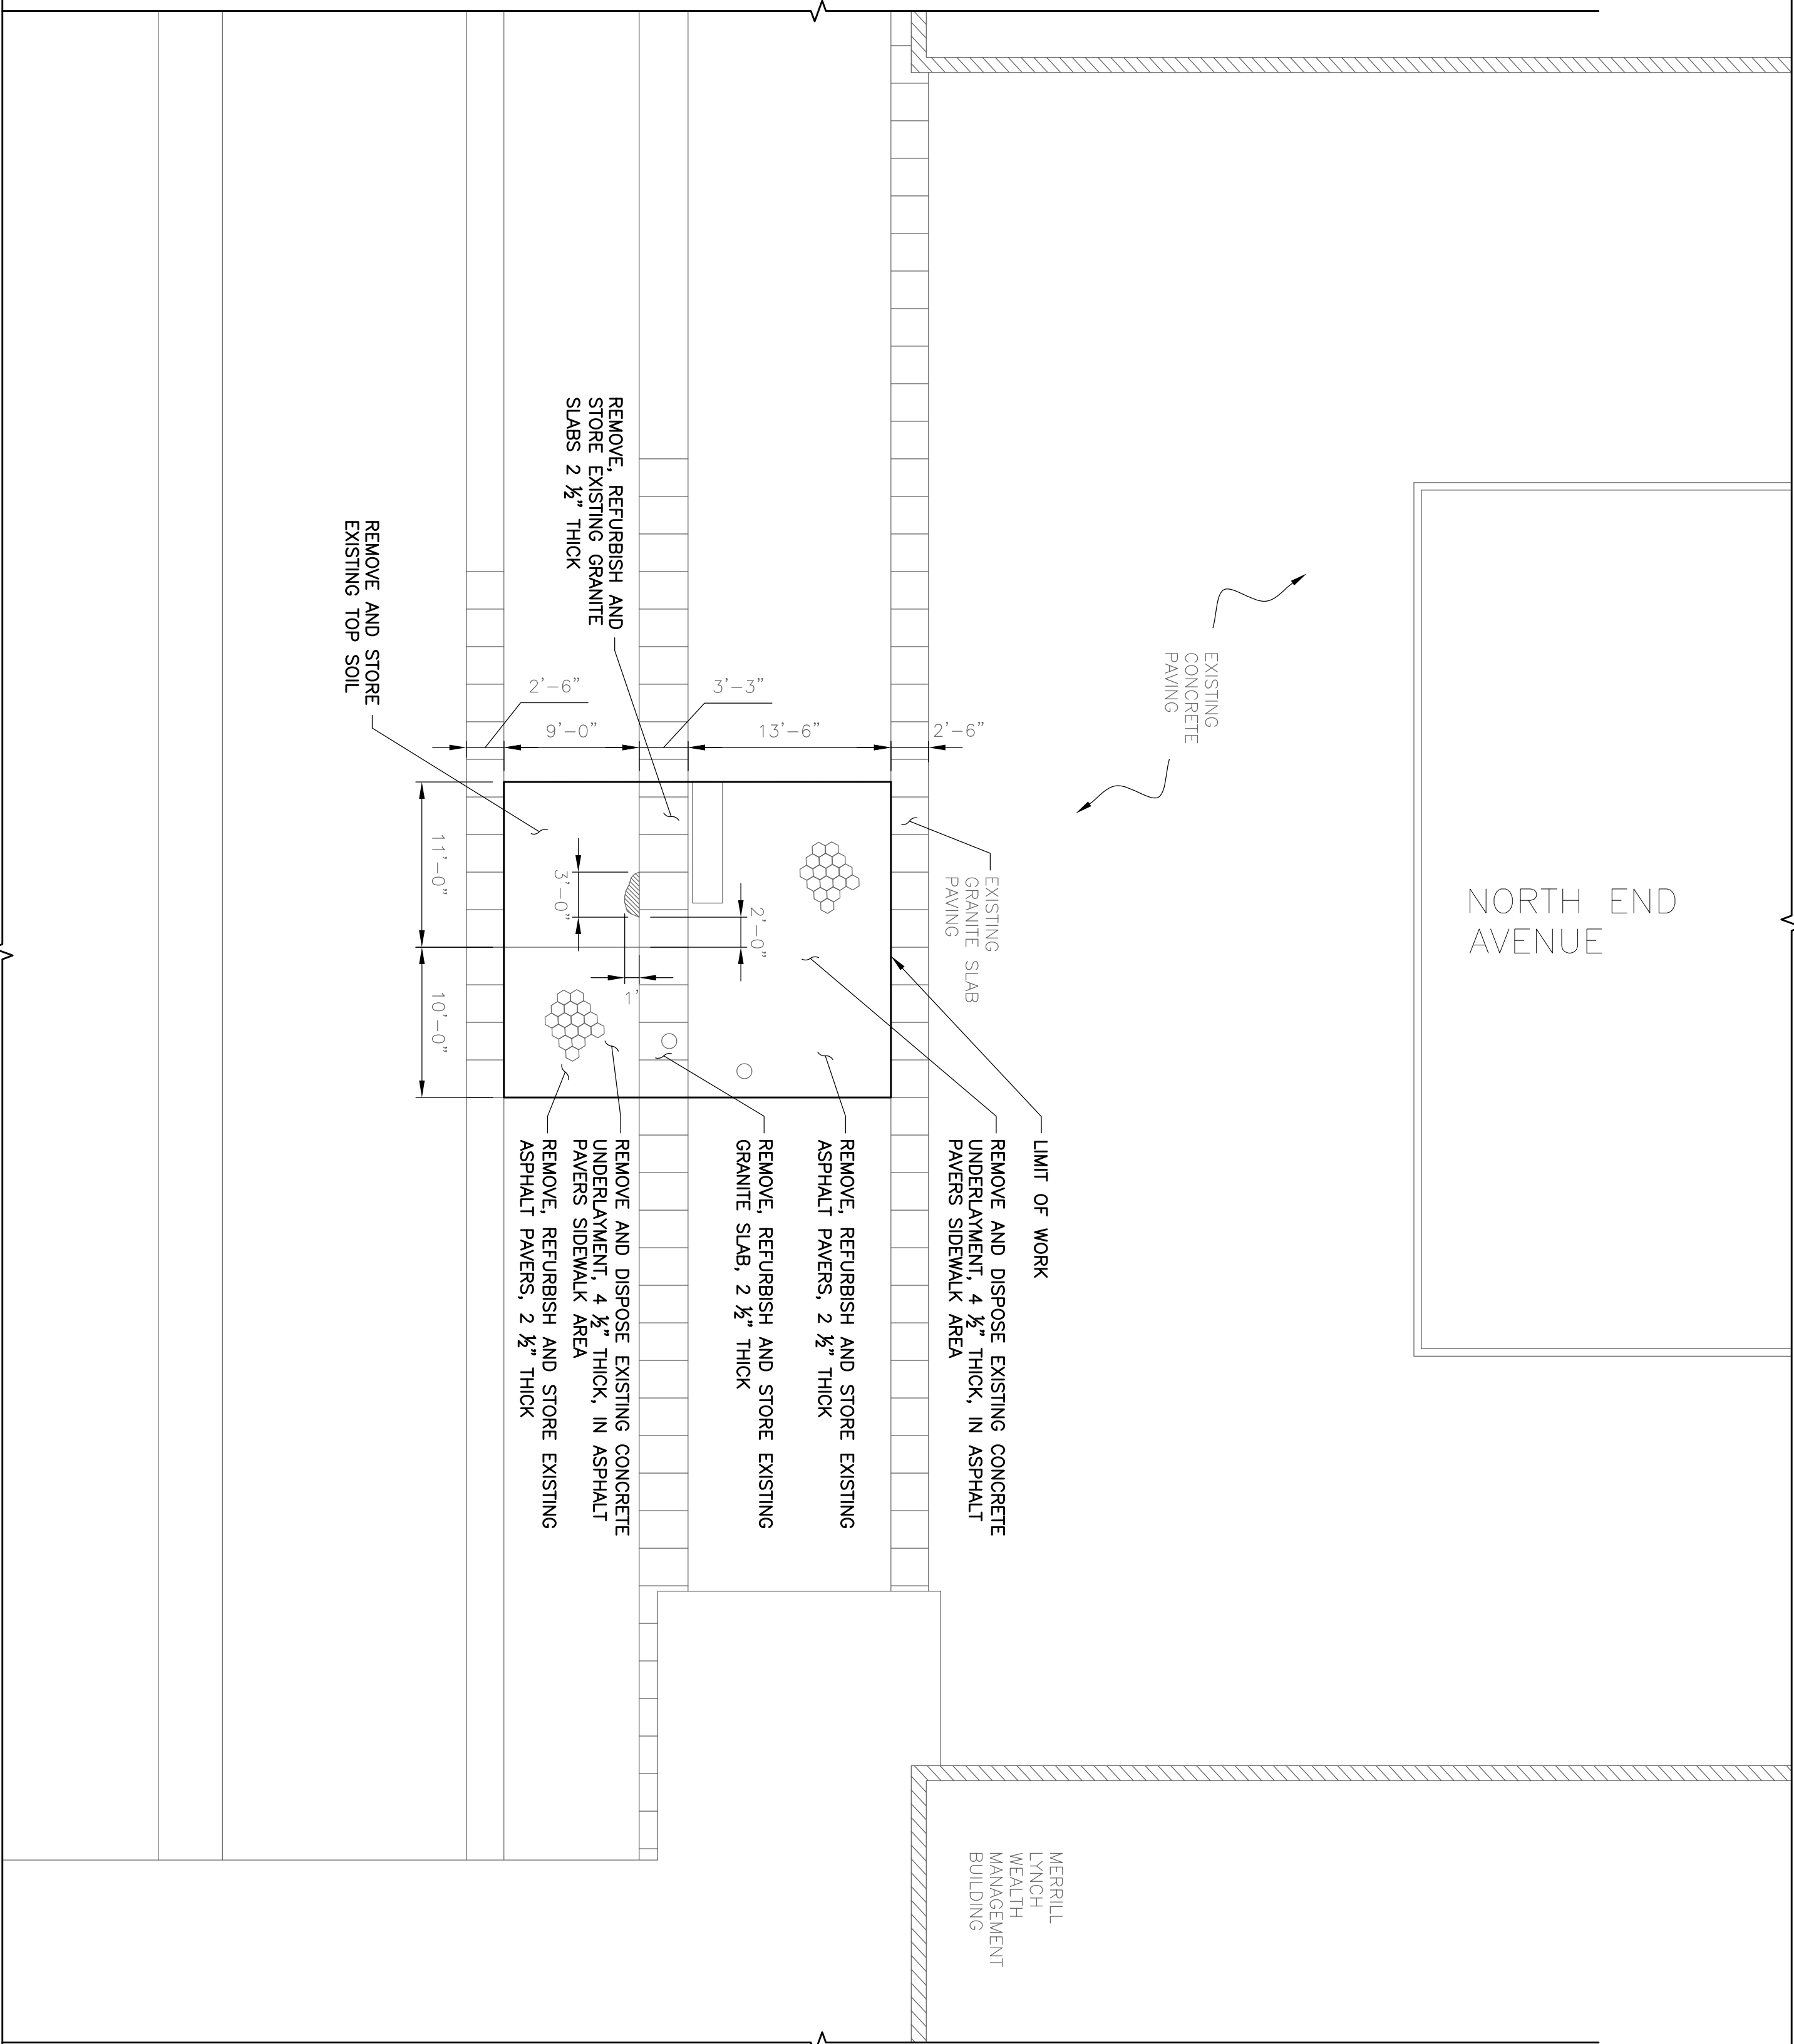 NORTH END
AVENUE
EXISTING
CONCRETE
PAVING
EXISTING
GRANITE SLAB
PAVING
MERRILL
LYNCH
WEALTH
MANAGEMENT
BUILDING
LIMIT OF WORK
REMOVE AND DISPOSE EXISTING CONCRETE
UNDERLAYMENT, 4 ½" THICK, IN ASPHALT
PAVERS SIDEWALK AREA
REMOVE, REFURBISH AND STORE EXISTING
ASPHALT PAVERS, 2 ½" THICK
REMOVE, REFURBISH AND STORE EXISTING
GRANITE SLAB, 2 ½" THICK
REMOVE AND DISPOSE EXISTING CONCRETE
UNDERLAYMENT, 4 ½" THICK, IN ASPHALT
PAVERS SIDEWALK AREA
REMOVE, REFURBISH AND STORE EXISTING
ASPHALT PAVERS, 2 ½" THICK
REMOVE, REFURBISH AND
STORE EXISTING GRANITE
SLABS 2 ½" THICK
REMOVE AND STORE
EXISTING TOP SOIL
2'-6"
9'-0"
3'-3"
13'-6"
2'-6"
11'-0"
10'-0"
3'-0"
2'-0"
1'